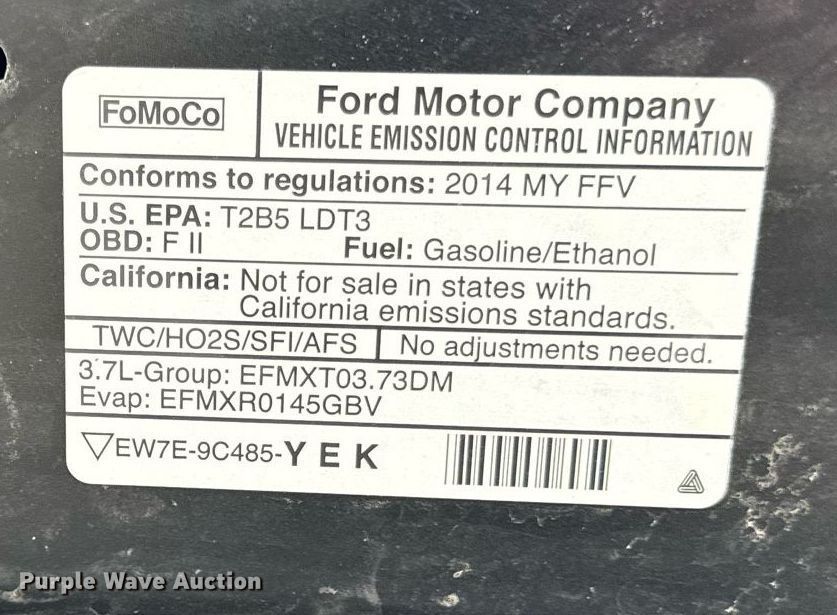 FoMoCo
Ford Motor Company
VEHICLE EMISSION CONTROL INFORMATION
Conforms to regulations: 2014 MY FFV
U.S. EPA: T2B5 LDT3
OBD: F II Fuel: Gasoline/Ethanol
California: Not for sale in states with
California emissions standards.
TWC/HO2S/SFI/AFS No adjustments needed.
3.7L-Group: EFMXT03.73DM
Evap: EFMXR0145GBV
EW7E-9C485-Y E K
Purple Wave Auction